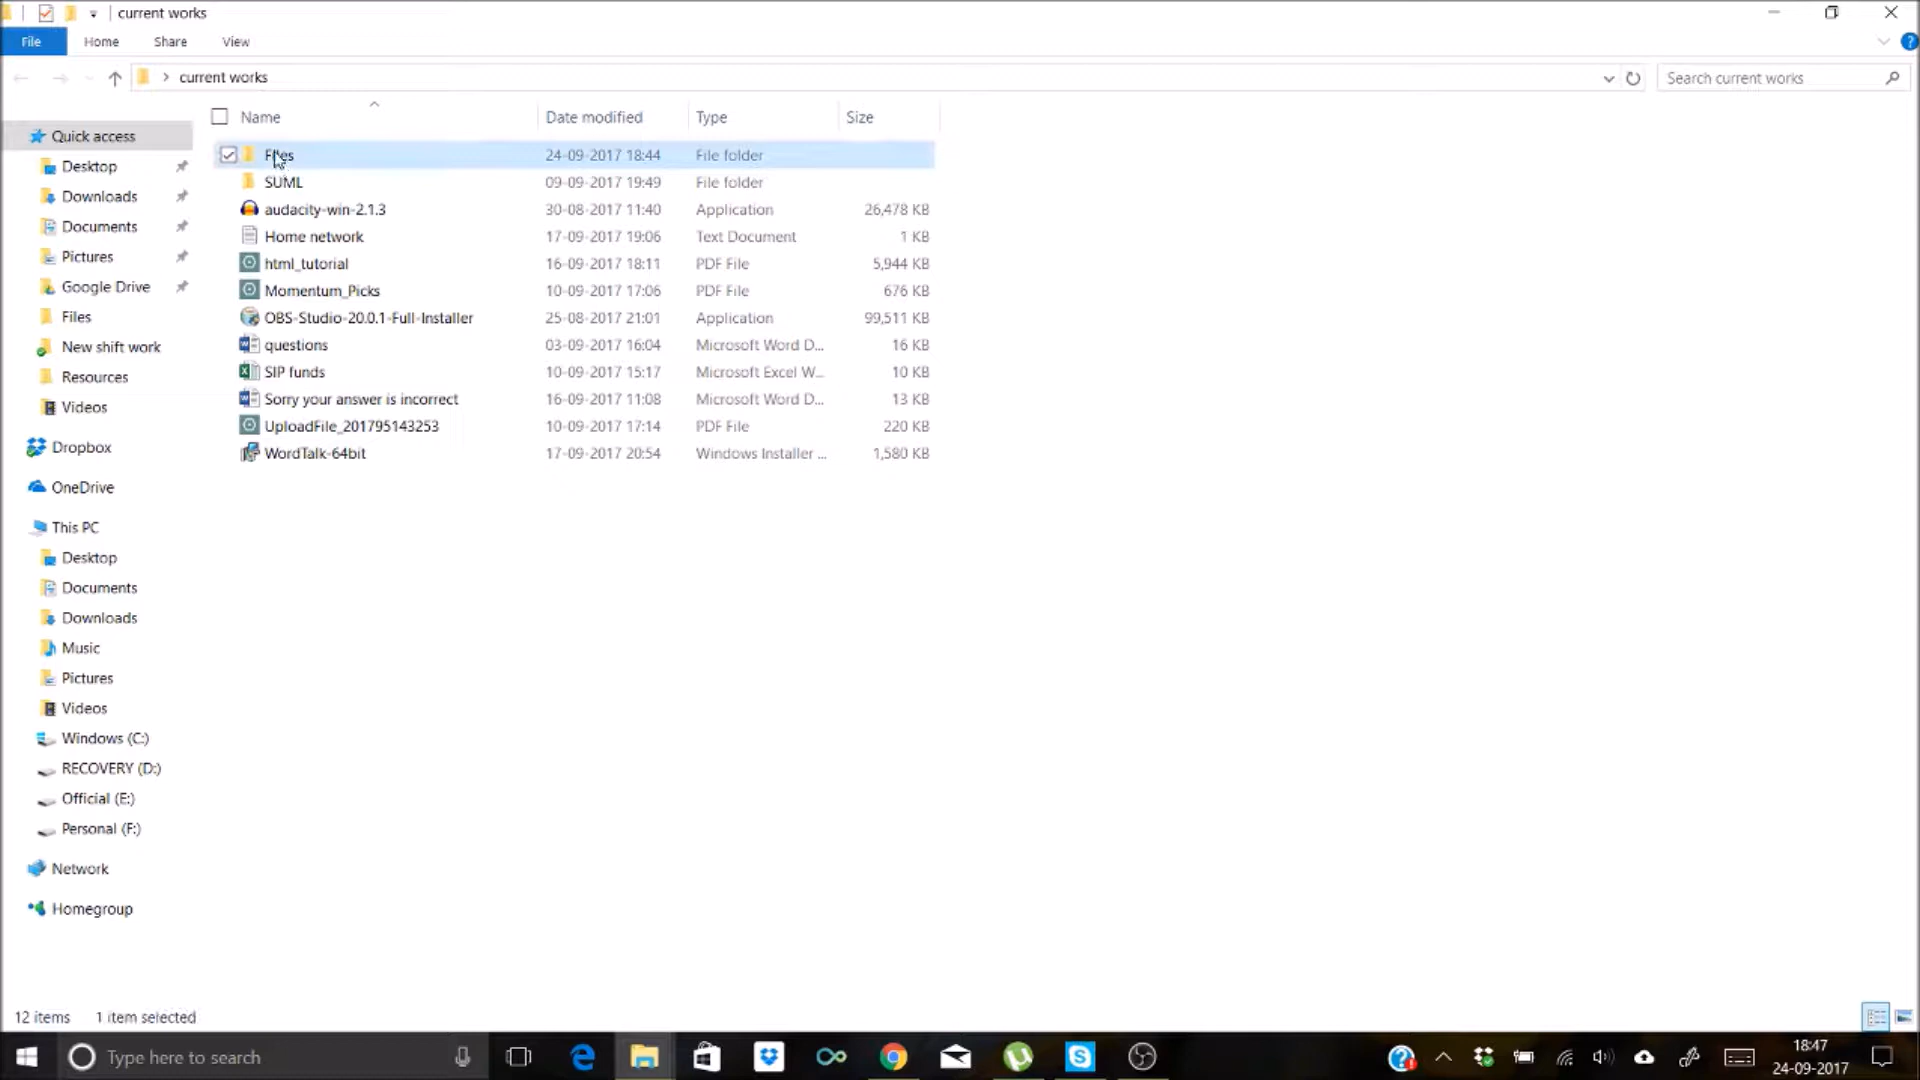 current works
File Home Share View
current works
Search current works
Name Date modified Type Size
Quick access
Desktop
Downloads
Documents
Pictures
Google Drive
Files
New shift work
Resources
Videos
Dropbox
OneDrive
This PC
Desktop
Documents
Downloads
Music
Pictures
Videos
Windows (C:)
RECOVERY (D:)
Official (E:)
Personal (F:)
Network
Homegroup
Files 24-09-2017 18:44 File folder
SUML 09-09-2017 19:49 File folder
audacity-win-2.1.3 30-08-2017 11:40 Application 26,478 KB
Home network 17-09-2017 19:06 Text Document 1 KB
html_tutorial 16-09-2017 18:11 PDF File 5,944 KB
Momentum_Picks 10-09-2017 17:06 PDF File 676 KB
OBS-Studio-20.0.1-Full-Installer 25-08-2017 21:01 Application 99,511 KB
questions 03-09-2017 16:04 Microsoft Word D... 16 KB
SIP funds 10-09-2017 15:17 Microsoft Excel W... 10 KB
Sorry your answer is incorrect 16-09-2017 11:08 Microsoft Word D... 13 KB
UploadFile_201795143253 10-09-2017 17:14 PDF File 220 KB
WordTalk-64bit 17-09-2017 20:54 Windows Installer ... 1,580 KB
12 items 1 item selected
Type here to search
18:47
24-09-2017